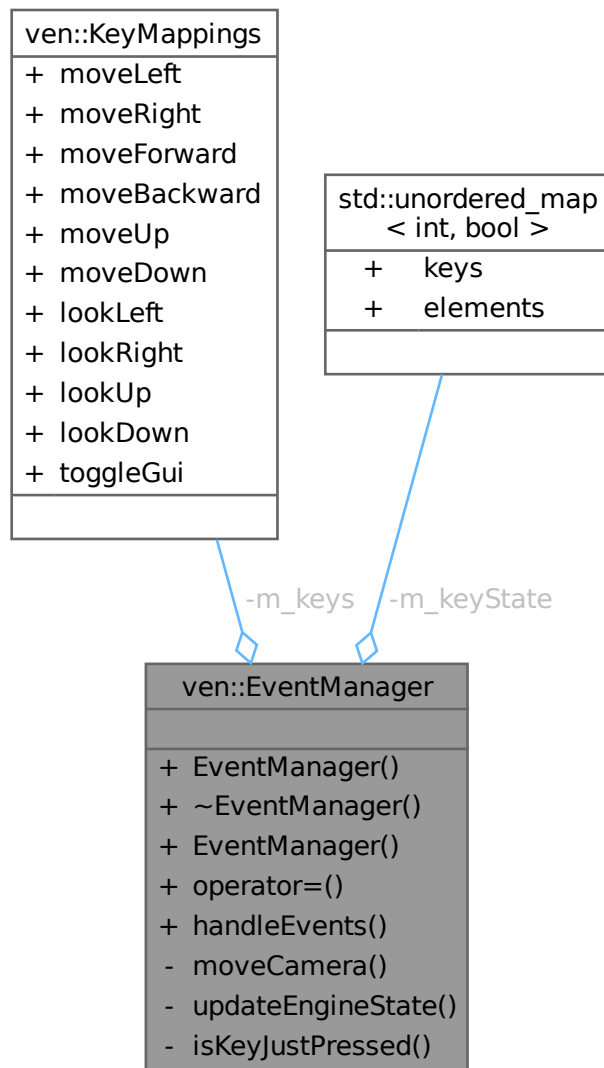 ven::KeyMappings
+ moveLeft
+ moveRight
+ moveForward
+ moveBackward
+ moveUp
+ moveDown
+ lookLeft
+ lookRight
+ lookUp
+ lookDown
+ toggleGui
std::unordered_map
< int, bool >
+ keys
+ elements
-m_keys
-m_keyState
ven::EventManager
+ EventManager()
+ ~EventManager()
+ EventManager()
+ operator=()
+ handleEvents()
- moveCamera()
- updateEngineState()
- isKeyJustPressed()